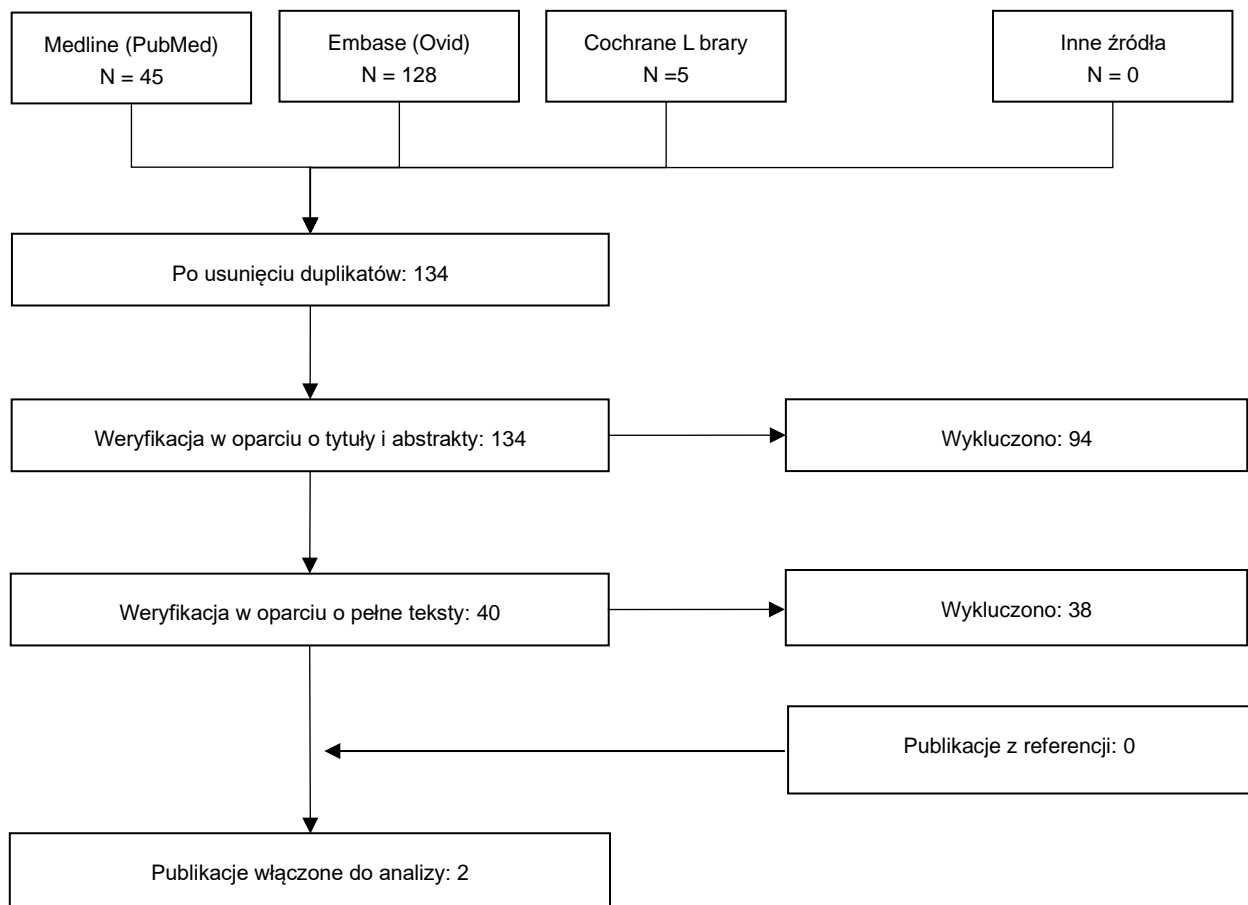 Medline (PubMed)
N = 45
Embase (Ovid)
N = 128
Cochrane L brary
N =5
Inne źródła
N = 0
Po usunięciu duplikatów: 134
Weryfikacja w oparciu o tytuły i abstrakty: 134
Wykluczono: 94
Weryfikacja w oparciu o pełne teksty: 40
Wykluczono: 38
Publikacje z referencji: 0
Publikacje włączone do analizy: 2